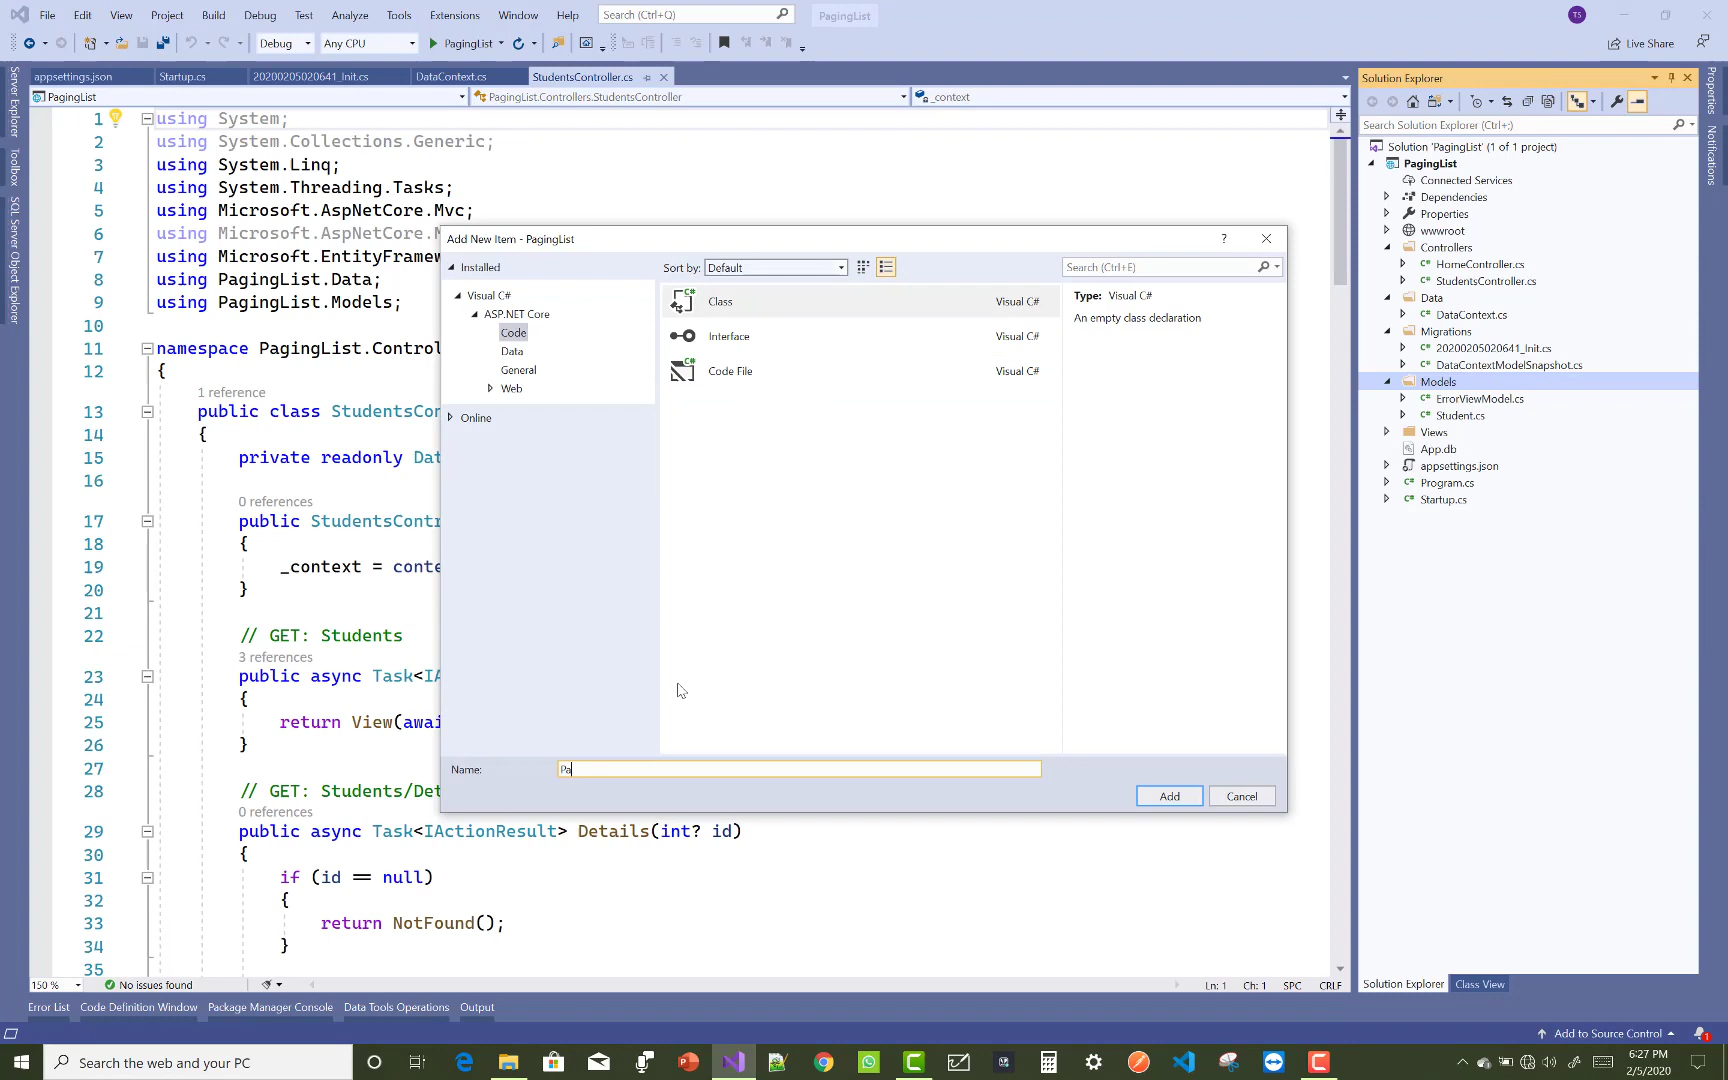 File Edit View Project Build Debug Test Analyze Tools Extensions Window Help Search (Ctrl+Q) PagingList TS
Debug Any CPU PagingList Live Share
appsettings.json Startup.cs 20200205020641_Init.cs DataContext.cs StudentsController.cs
PagingList PagingList.Controllers.StudentsController _context
Server Explorer
Toolbox
SQL Server Object Explorer
1 using System;
2 using System.Collections.Generic;
3 using System.Linq;
4 using System.Threading.Tasks;
5 using Microsoft.AspNetCore.Mvc;
6 using Microsoft.AspNetCore.M
7 using Microsoft.EntityFramew
8 using PagingList.Data;
9 using PagingList.Models;
10
11 namespace PagingList.Control
12 {
1 reference
13 public class StudentsCon
14 {
15 private readonly Dat
16
0 references
17 public StudentsContr
18 {
19 _context = conte
20 }
21
22 // GET: Students
3 references
23 public async Task<IA
24 {
25 return View(awai
26 }
27
28 // GET: Students/Det
0 references
29 public async Task<IActionResult> Details(int? id)
30 {
31 if (id == null)
32 {
33 return NotFound();
34 }
35
150 % No issues found Ln: 1 Ch: 1 SPC CRLF
Add New Item - PagingList ?
Installed
Visual C#
ASP.NET Core
Code
Data
General
Web
Online
Sort by: Default
Search (Ctrl+E)
Class Visual C#
Interface Visual C#
Code File Visual C#
Type: Visual C#
An empty class declaration
Name: Pa
Add Cancel
Solution Explorer
Search Solution Explorer (Ctrl+;)
Solution 'PagingList' (1 of 1 project)
PagingList
Connected Services
Dependencies
Properties
wwwroot
Controllers
C# HomeController.cs
C# StudentsController.cs
Data
C# DataContext.cs
Migrations
C# 20200205020641_Init.cs
C# DataContextModelSnapshot.cs
Models
C# ErrorViewModel.cs
C# Student.cs
Views
App.db
appsettings.json
C# Program.cs
C# Startup.cs
Solution Explorer Class View
Properties
Notifications
Error List Code Definition Window Package Manager Console Data Tools Operations Output
Add to Source Control 1
Search the web and your PC
6:27 PM
2/5/2020